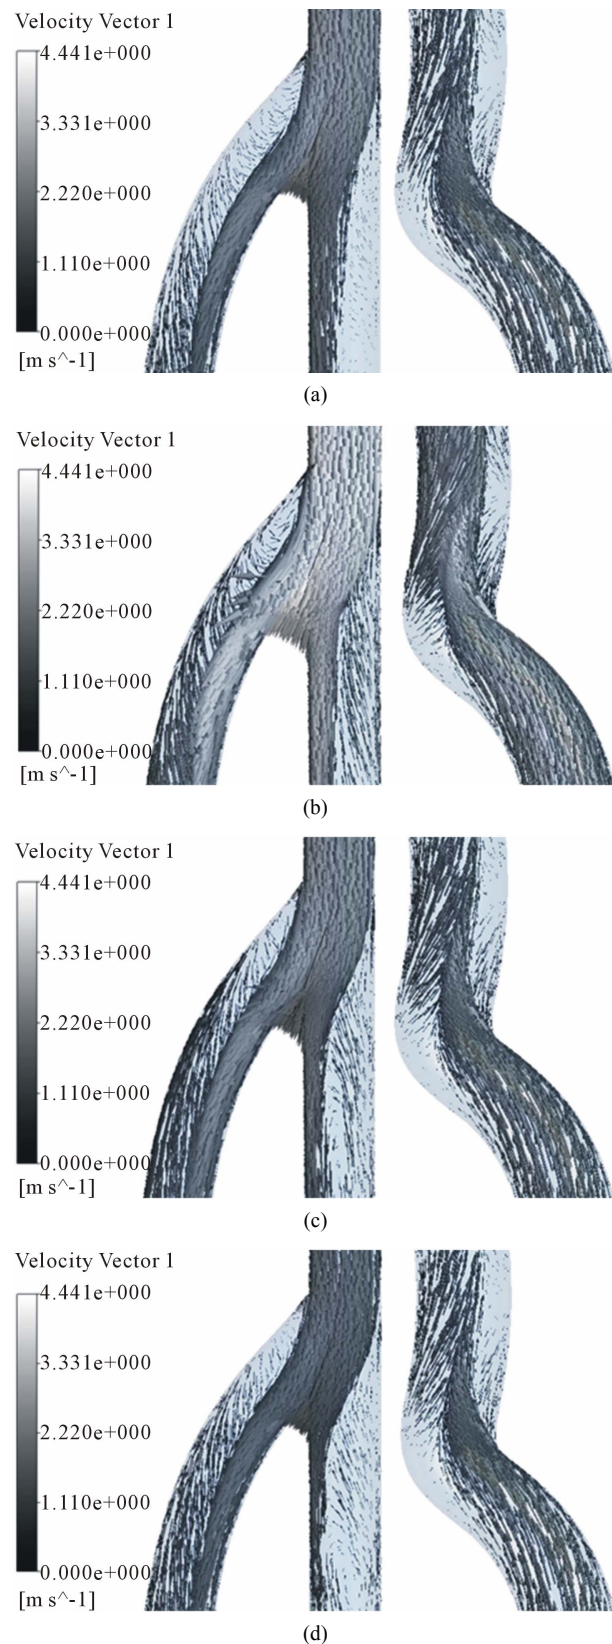 Velocity Vector 1
4.441e+000
3.331e+000
2.220e+000
1.110e+000
0.000e+000
[m s^-1]
(a)
Velocity Vector 1
4.441e+000
3.331e+000
2.220e+000
1.110e+000
0.000e+000
[m s^-1]
(b)
Velocity Vector 1
4.441e+000
3.331e+000
2.220e+000
1.110e+000
0.000e+000
[m s^-1]
(c)
Velocity Vector 1
4.441e+000
3.331e+000
2.220e+000
1.110e+000
0.000e+000
[m s^-1]
(d)